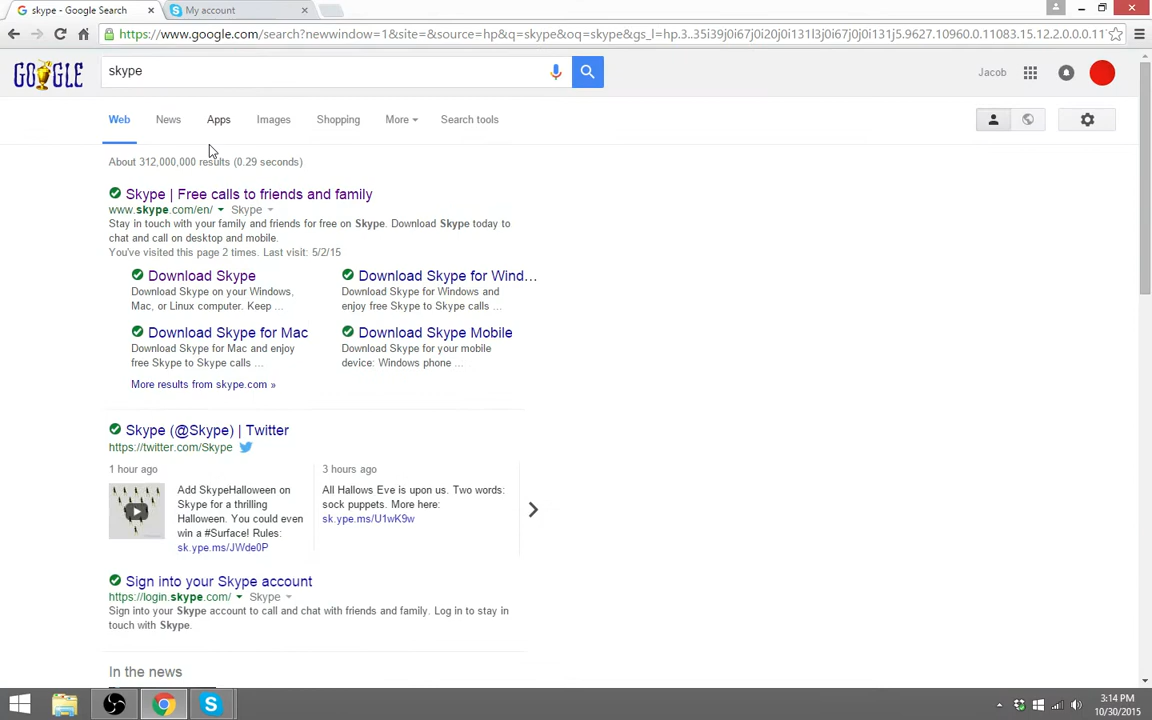 skype - Google Search
My account
https://www.google.com/search?newwindow=1&site=&source=hp&q=skype&oq=skype&gs_l=hp.3..35i39j0i67j0i20j0i131l3j0i67j0i131j5.9627.10960.0.11083.15.12.2.0.0.0.11
GOOGLE
skype
Jacob
Web News Apps Images Shopping More Search tools
About 312,000,000 results (0.29 seconds)
Skype | Free calls to friends and family
www.skype.com/en/ Skype
Stay in touch with your family and friends for free on Skype. Download Skype today to
chat and call on desktop and mobile.
You've visited this page 2 times. Last visit: 5/2/15
Download Skype
Download Skype on your Windows,
Mac, or Linux computer. Keep ...
Download Skype for Wind...
Download Skype for Windows and
enjoy free Skype to Skype calls ...
Download Skype for Mac
Download Skype for Mac and enjoy
free Skype to Skype calls ...
Download Skype Mobile
Download Skype for your mobile
device: Windows phone ...
More results from skype.com »
Skype (@Skype) | Twitter
https://twitter.com/Skype
1 hour ago
Add SkypeHalloween on
Skype for a thrilling
Halloween. You could even
win a #Surface! Rules:
sk.ype.ms/JWde0P
3 hours ago
All Hallows Eve is upon us. Two words:
sock puppets. More here:
sk.ype.ms/U1wK9w
Sign into your Skype account
https://login.skype.com/ Skype
Sign into your Skype account to call and chat with friends and family. Log in to stay in
touch with Skype.
In the news
3:14 PM
10/30/2015